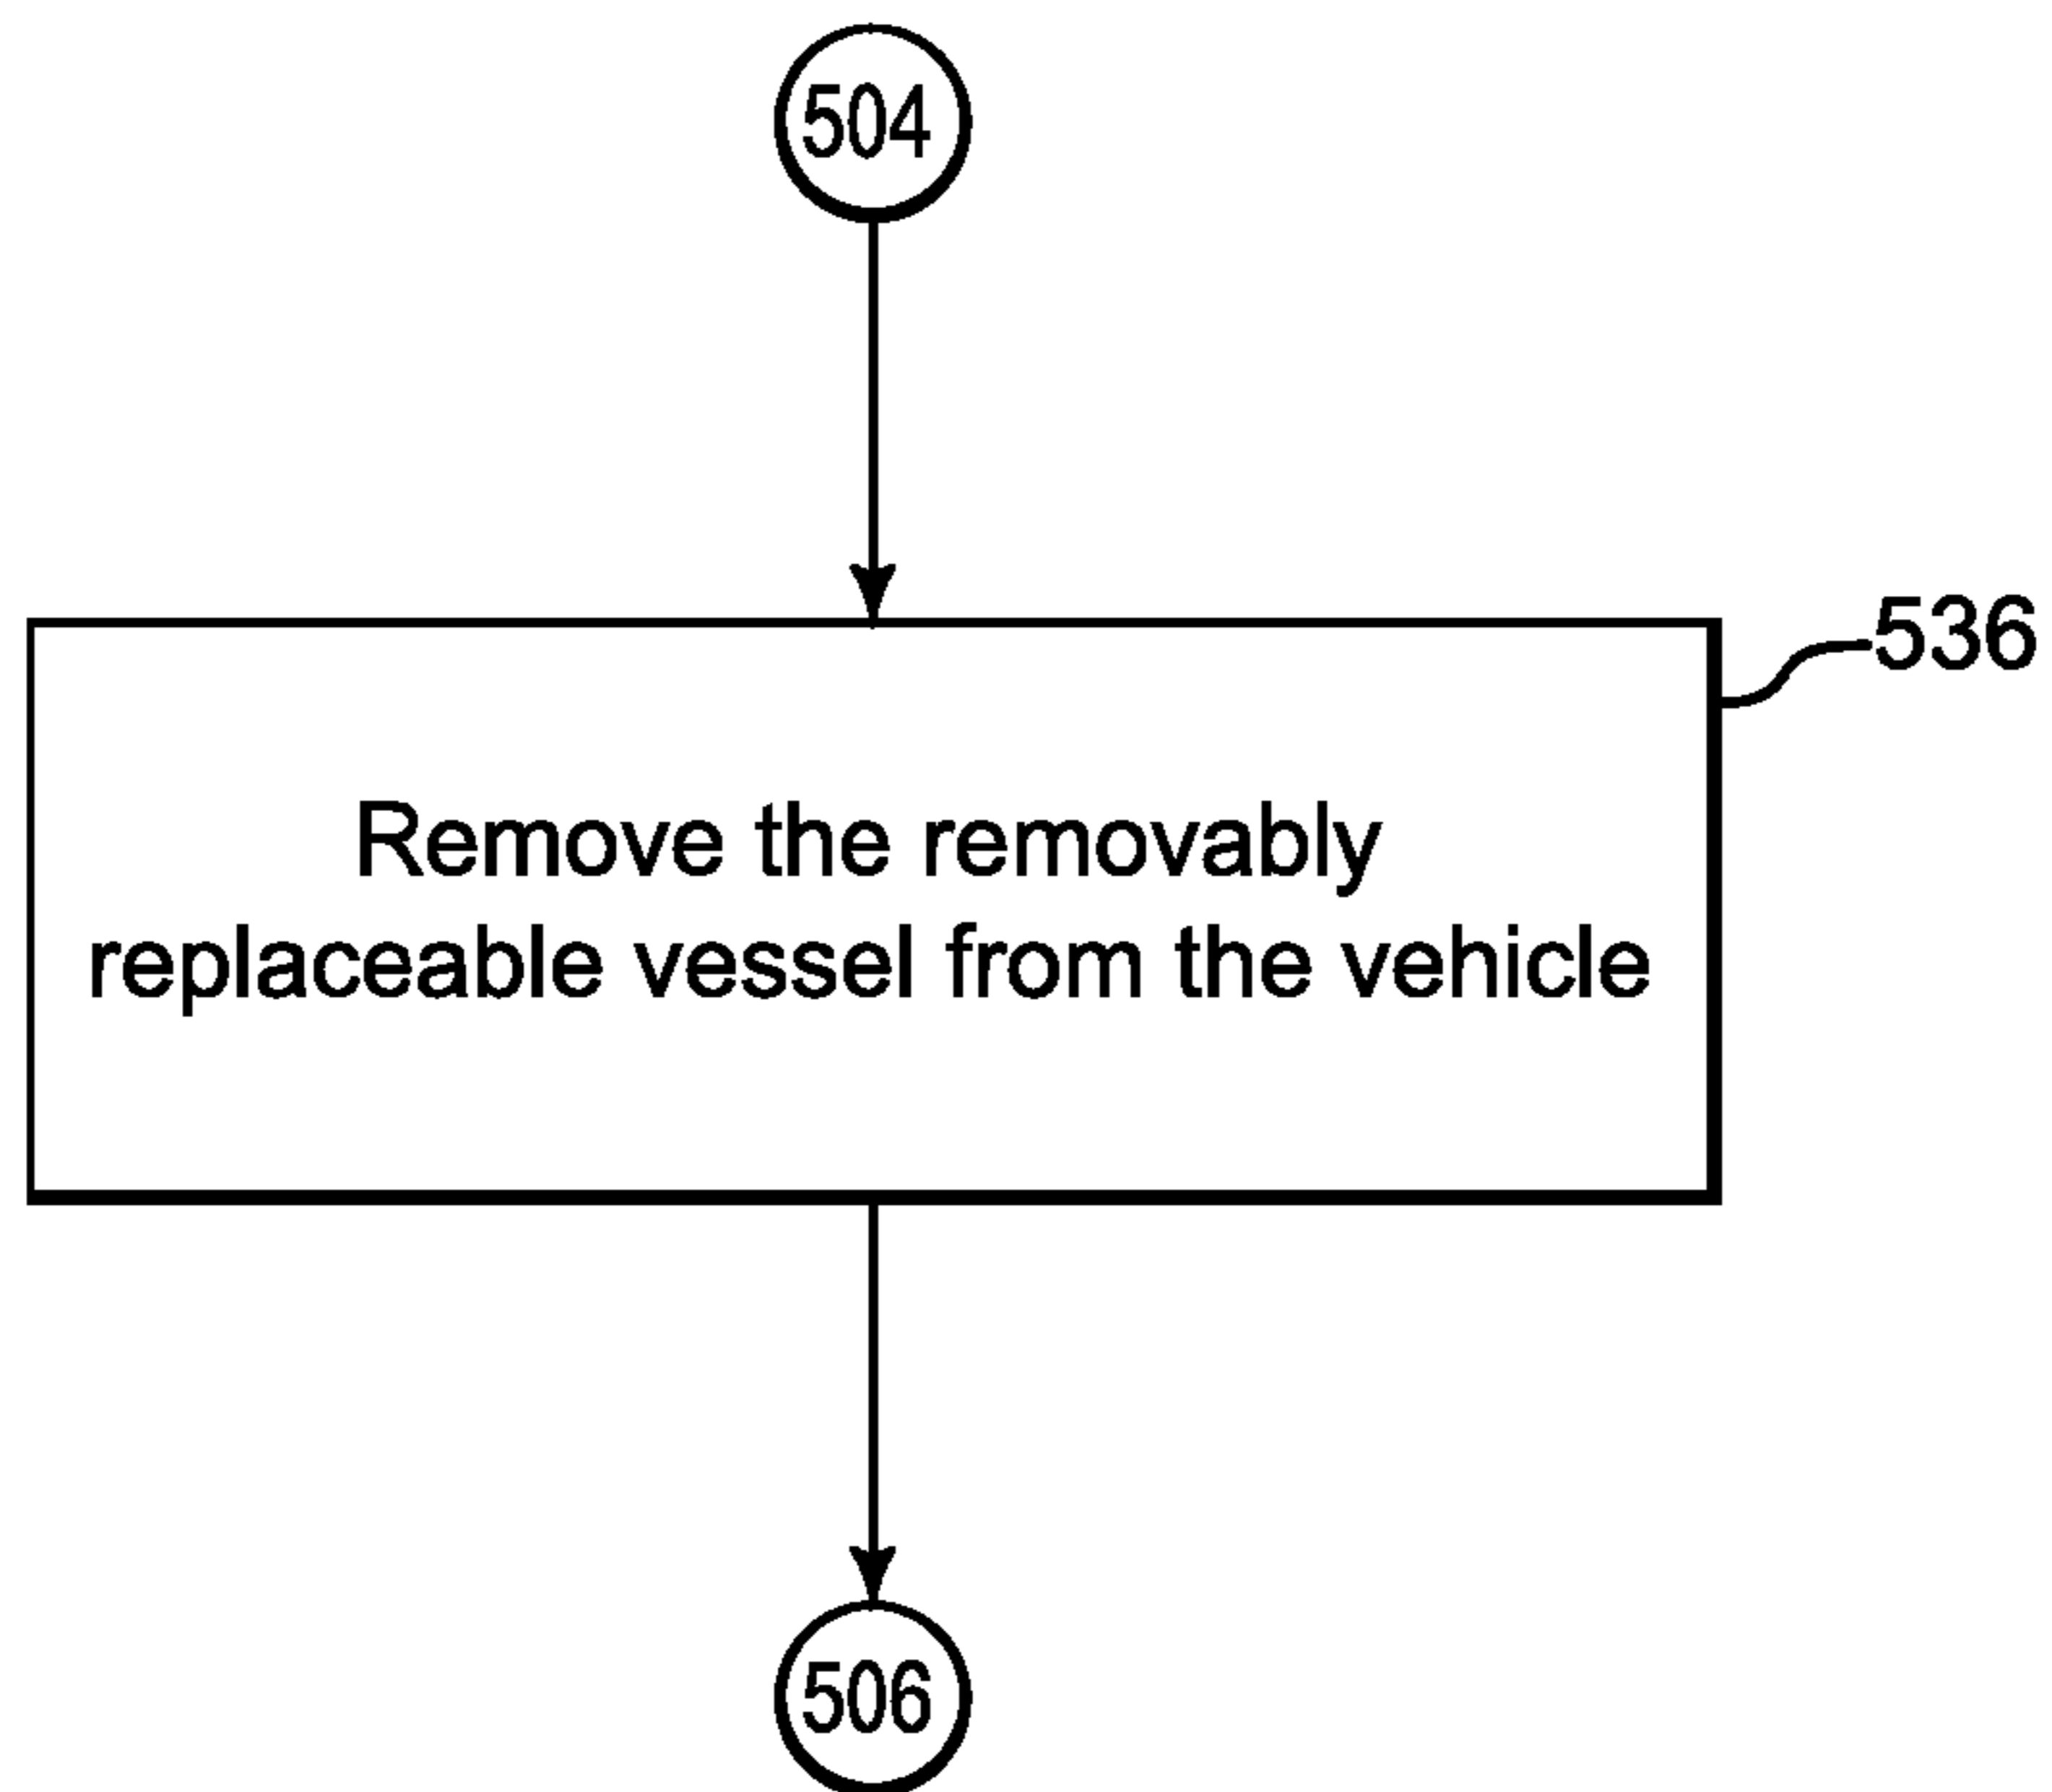 504
536
Remove the removably
replaceable vessel from the vehicle
506